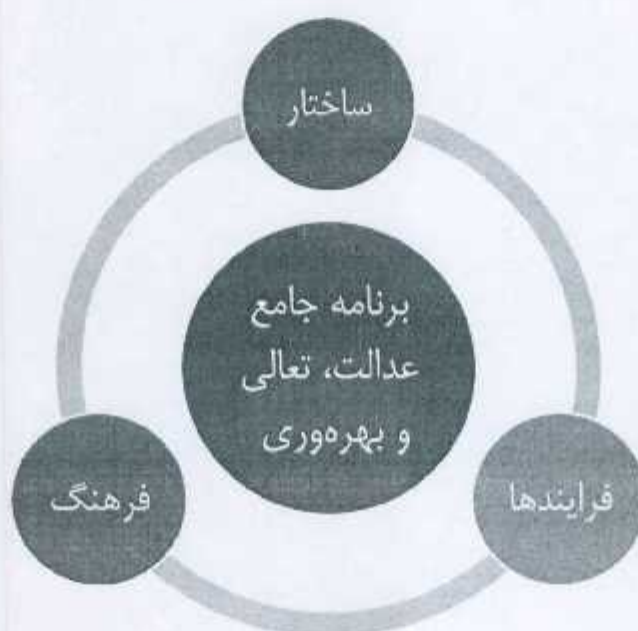 ساختار
برنامه جامع
عدالت، تعالی
و بهره‌وری
فرایندها
فرهنگ